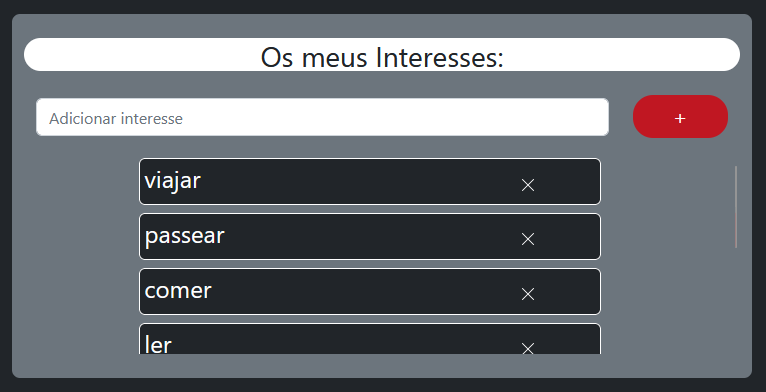 Os meus Interesses:
Adicionar interesse
+
viajar
passear
comer
ler